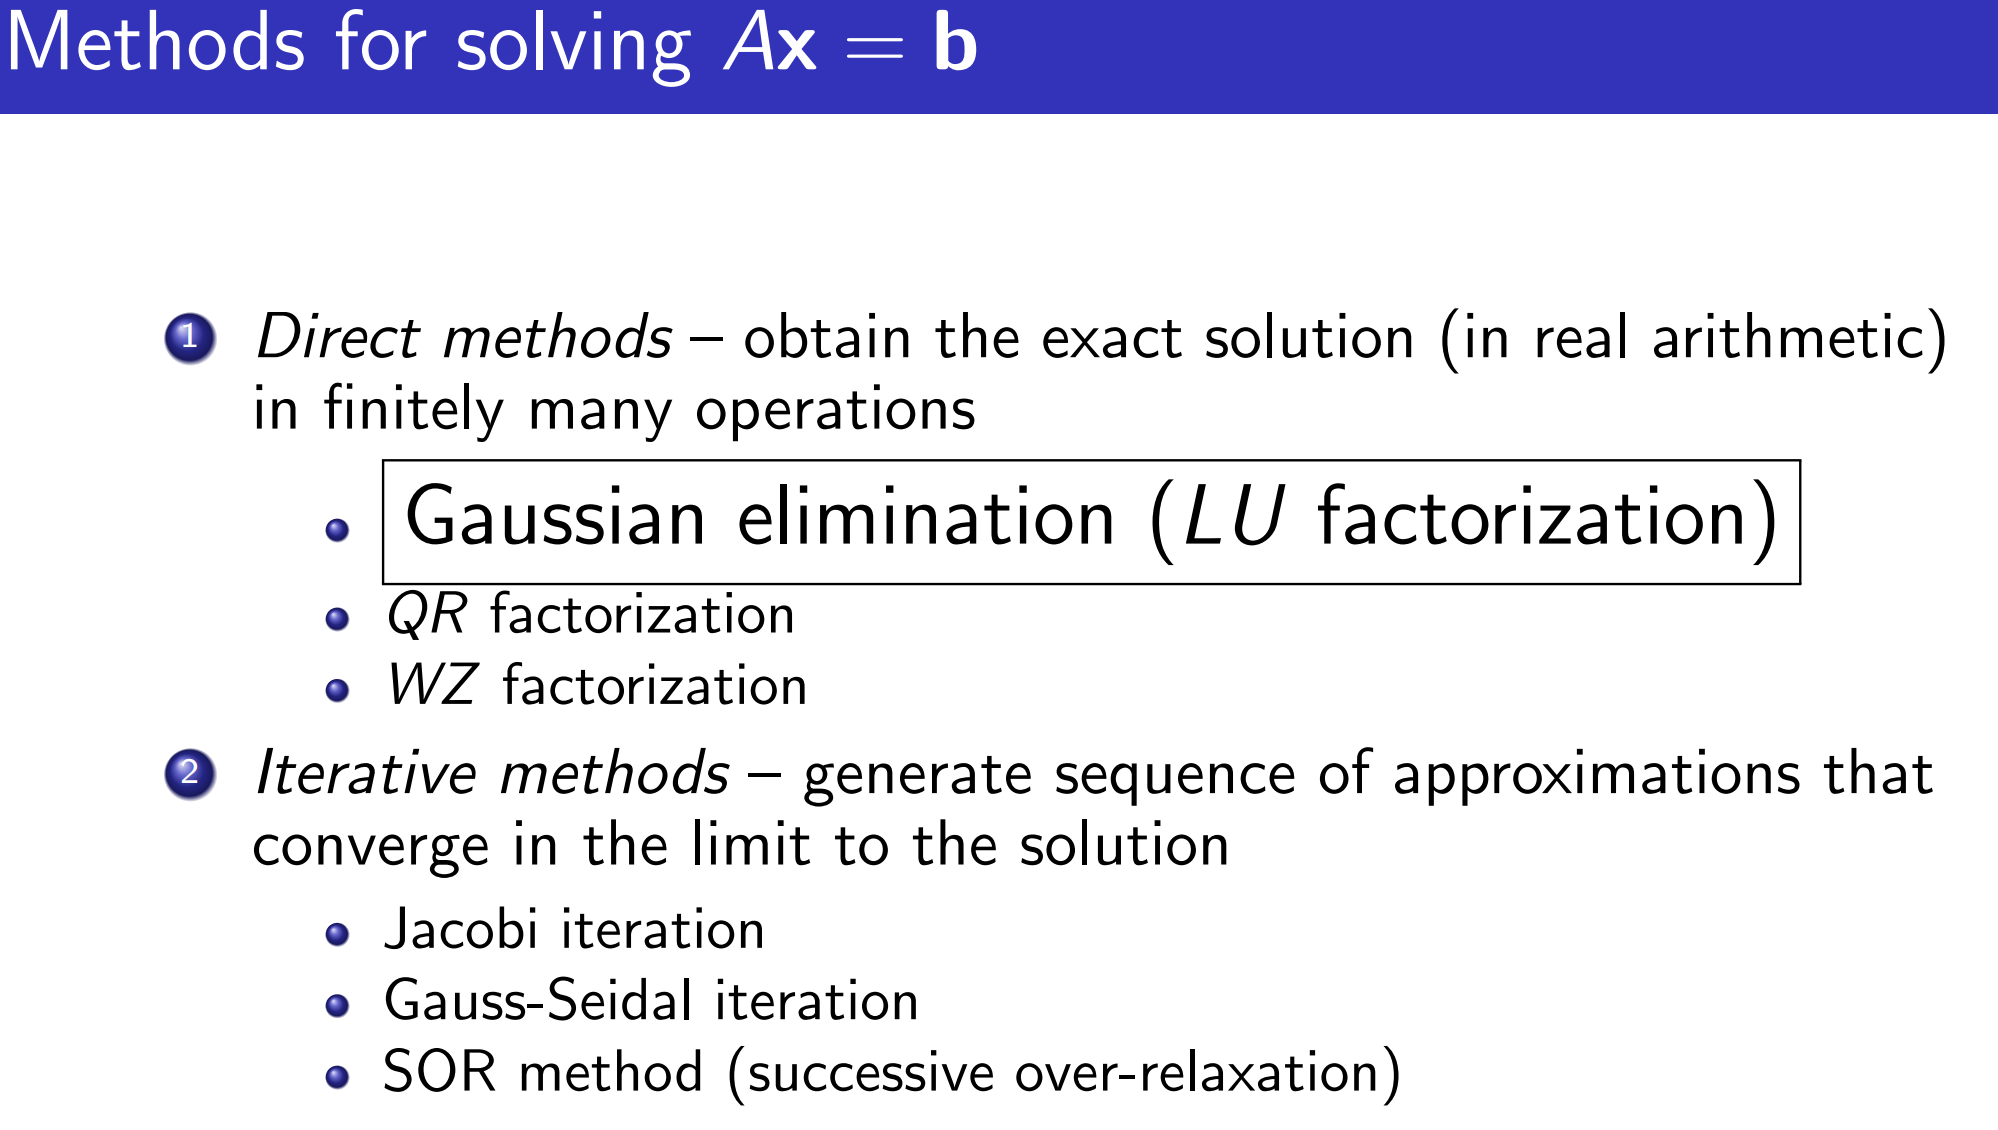 Methods for solving Ax = b
1 Direct methods – obtain the exact solution (in real arithmetic)
in finitely many operations
Gaussian elimination (LU factorization)
QR factorization
WZ factorization
2 Iterative methods – generate sequence of approximations that
converge in the limit to the solution
Jacobi iteration
Gauss-Seidal iteration
SOR method (successive over-relaxation)